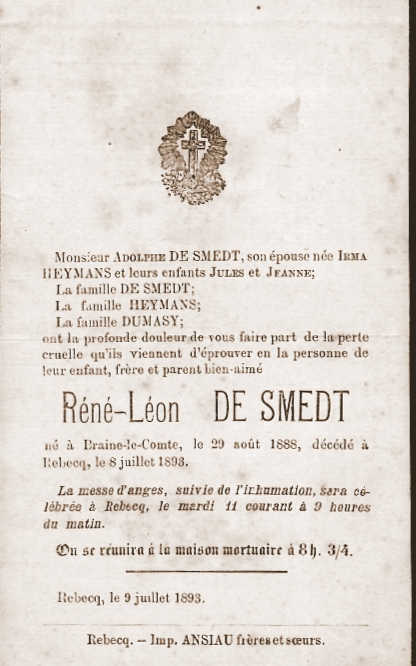 Monsieur ADOLPHE DE SMEDT, son épouse née IRMA
HEYMANS et leurs enfants JULES et JEANNE;
La famille DE SMEDT;
La famille HEYMANS;
La famille DUMASY;
ont la profonde douleur de vous faire part de la perte
cruelle qu'ils viennent d'éprouver en la personne de
leur enfant, frère et parent bien-aimé
Réné-Léon DE SMEDT
né à Braine-le-Comte, le 29 août 1888, décédé à
Rebecq, le 8 juillet 1893.
La messe d'anges, suivie de l'inhumation, sera cé-
lébrée à Rebecq, le mardi 11 courant à 9 heures
du matin.
On se réunira à la maison mortuaire à 8 h. 3/4.
Rebecq, le 9 juillet 1893.
Rebecq. — Imp. ANSIAU frères et sœurs.